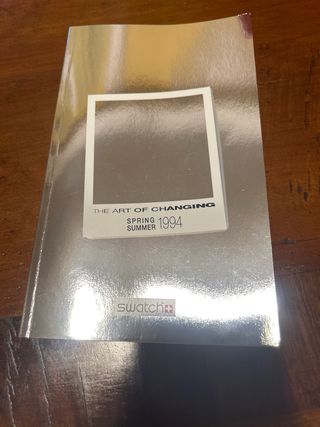 THE ART OF CHANGING
SPRING
SUMMER 1994
swatch